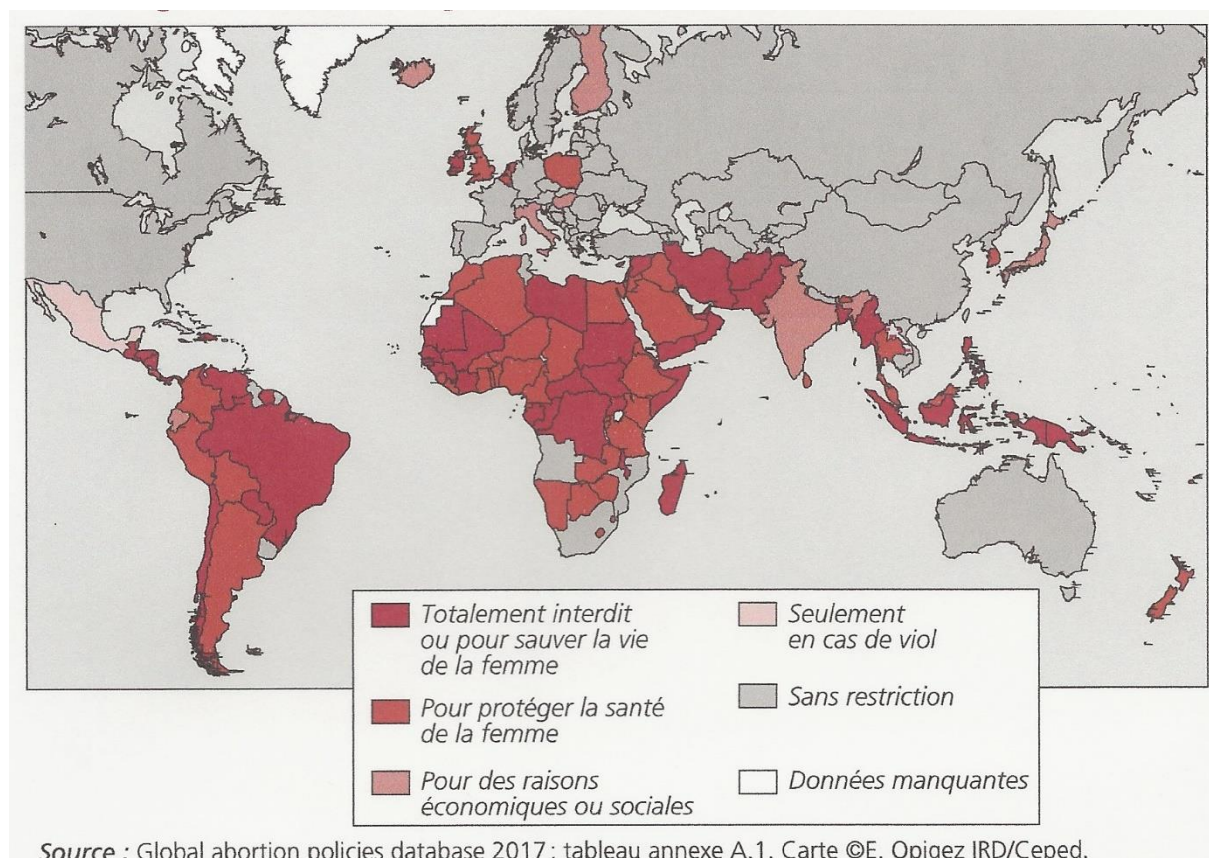 Totalement interdit
ou pour sauver la vie
de la femme
Pour protéger la santé
de la femme
Pour des raisons
économiques ou sociales
Seulement
en cas de viol
Sans restriction
Données manquantes
Source : Global abortion policies database 2017 ; tableau annexe A.1. Carte ©E. Opigez IRD/Ceped.